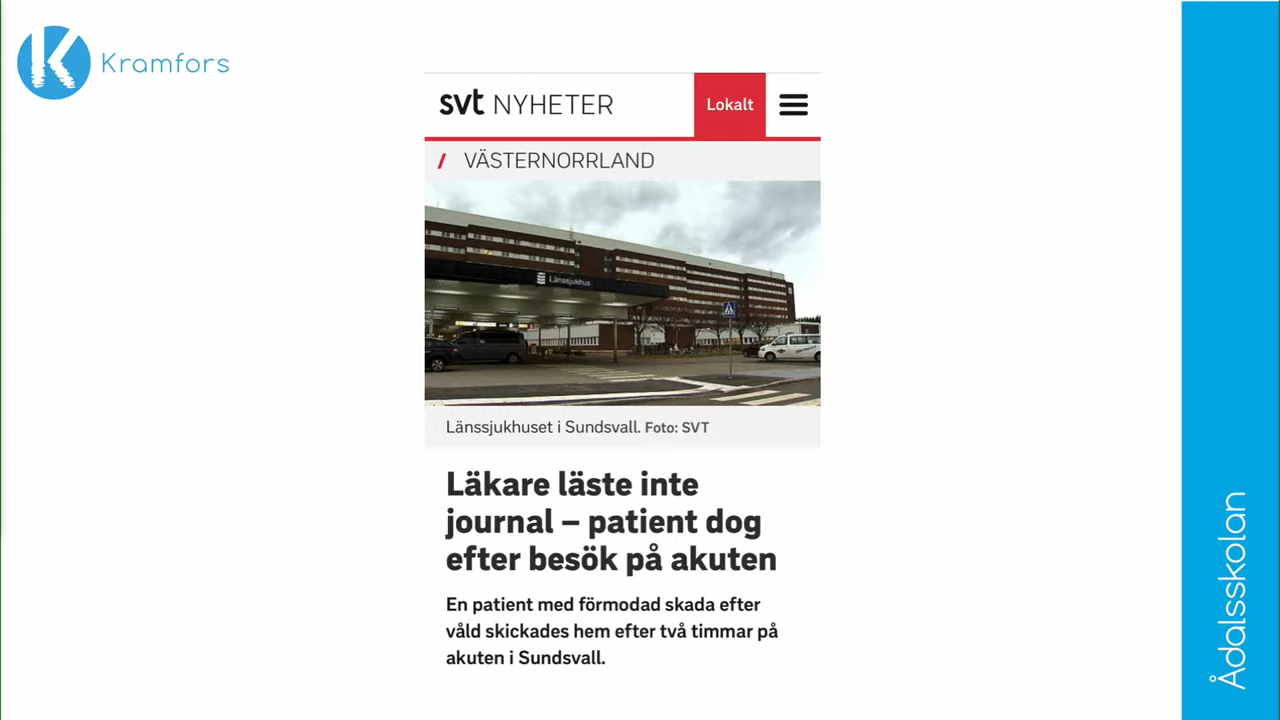 Kramfors
svt NYHETER
Lokalt
/ VÄSTERNORRLAND
Länssjukhus
Länssjukhuset i Sundsvall. Foto: SVT
Läkare läste inte
journal – patient dog
efter besök på akuten
En patient med förmodad skada efter
våld skickades hem efter två timmar på
akuten i Sundsvall.
Ådalsskolan